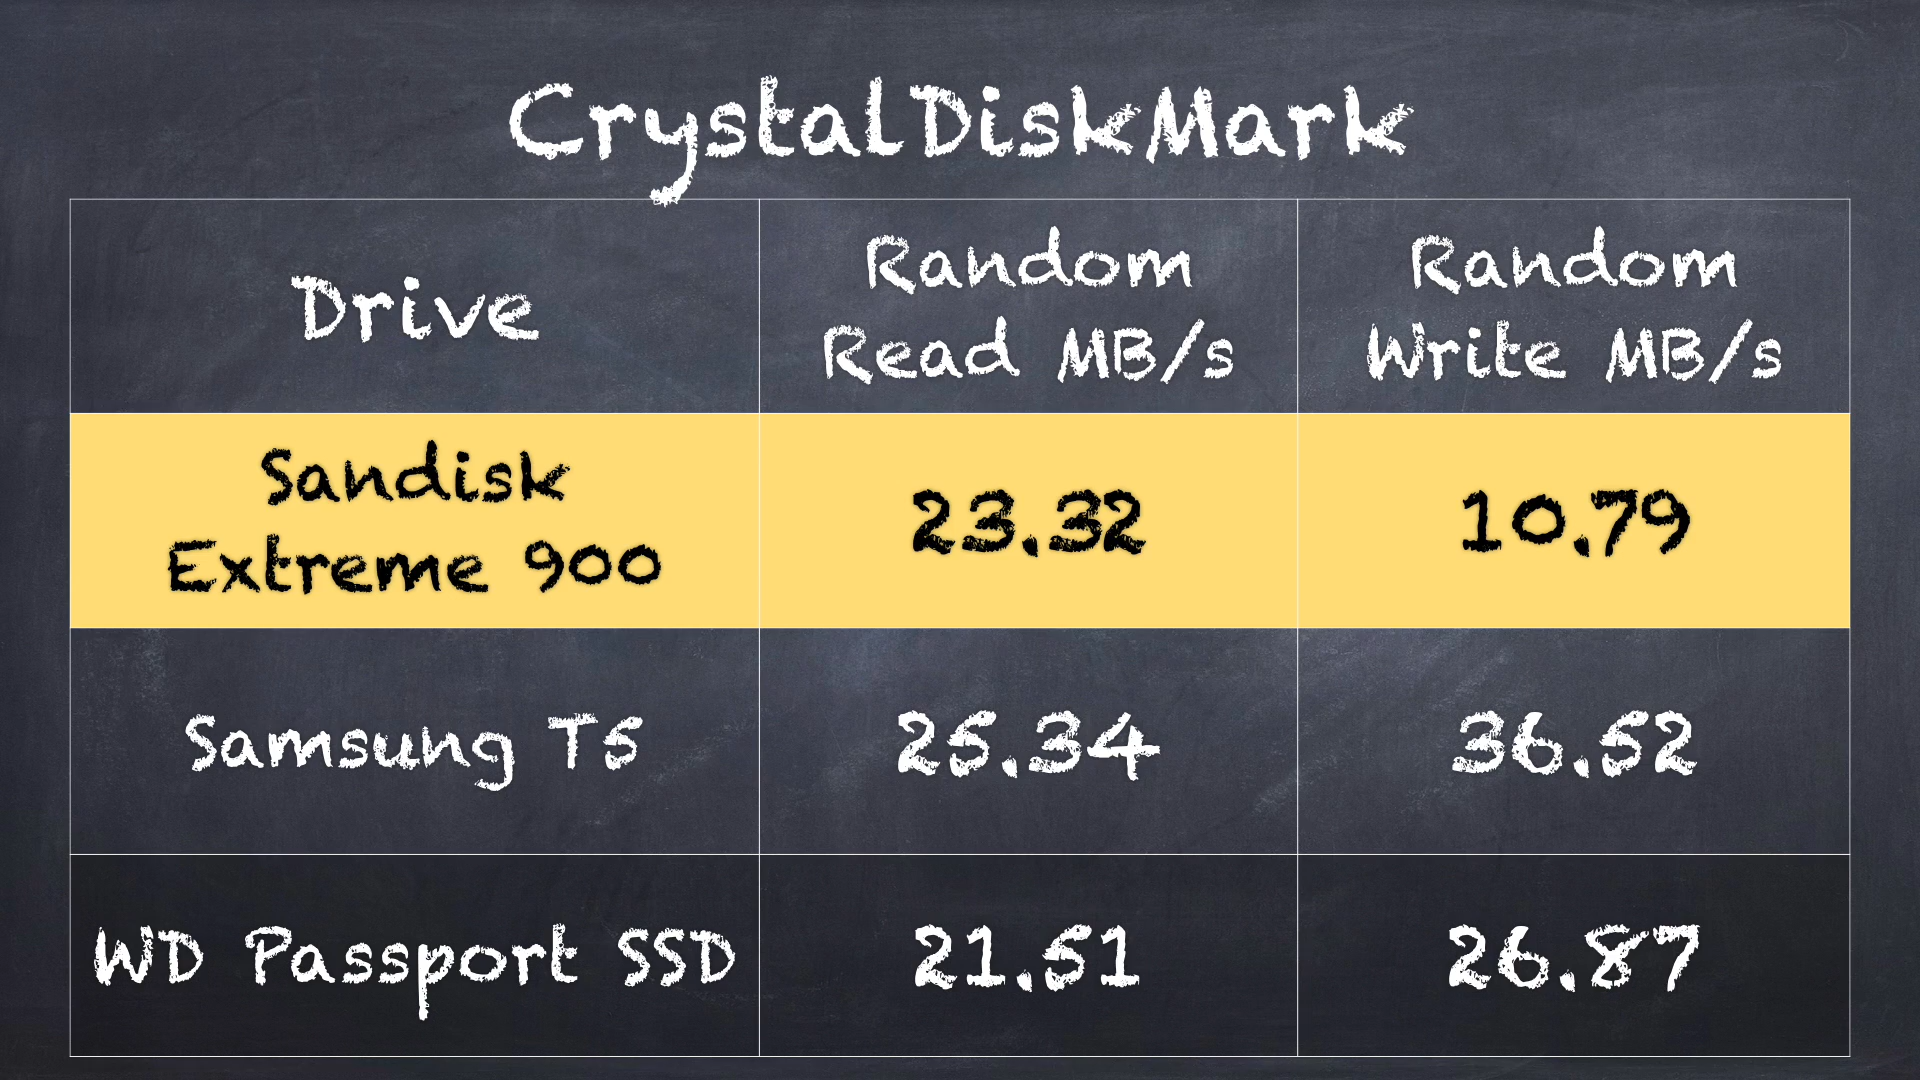 CrystalDiskMark
Drive
Random
Read MB/s
Random
Write MB/s
Sandisk
Extreme 900
23.32
10.79
Samsung T5
25.34
36.52
WD Passport SSD
21.51
26.87